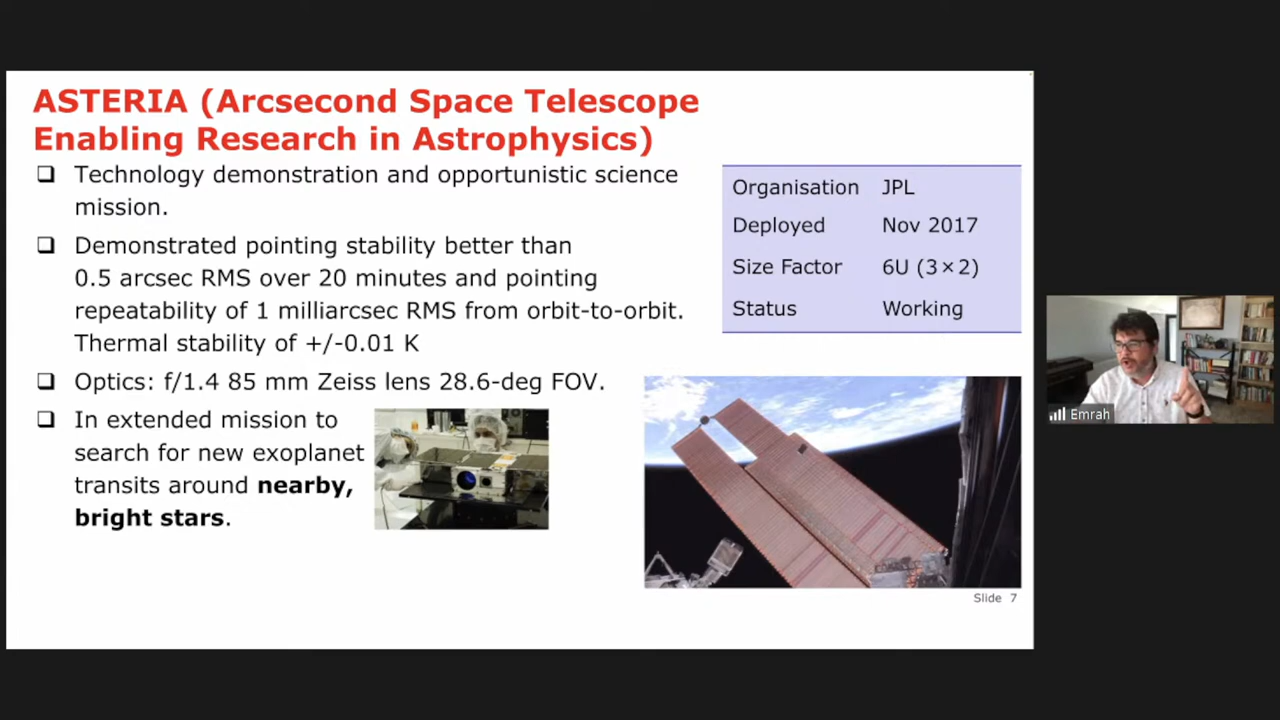 ASTERIA (Arcsecond Space Telescope
Enabling Research in Astrophysics)
Technology demonstration and opportunistic science
mission.
Demonstrated pointing stability better than
0.5 arcsec RMS over 20 minutes and pointing
repeatability of 1 milliarcsec RMS from orbit-to-orbit.
Thermal stability of +/-0.01 K
Optics: f/1.4 85 mm Zeiss lens 28.6-deg FOV.
In extended mission to
search for new exoplanet
transits around nearby,
bright stars.
Organisation JPL
Deployed Nov 2017
Size Factor 6U (3×2)
Status Working
Slide 7
Emrah